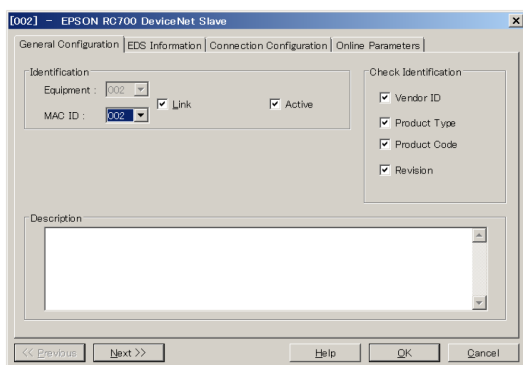 [002] - EPSON RC700 DeviceNet Slave
General Configuration EDS Information Connection Configuration Online Parameters
Identification
Equipment : 002
MAC ID : 002
Link
Active
Check Identification
Vendor ID
Product Type
Product Code
Revision
Description
<< Previous Next >> Help OK Cancel